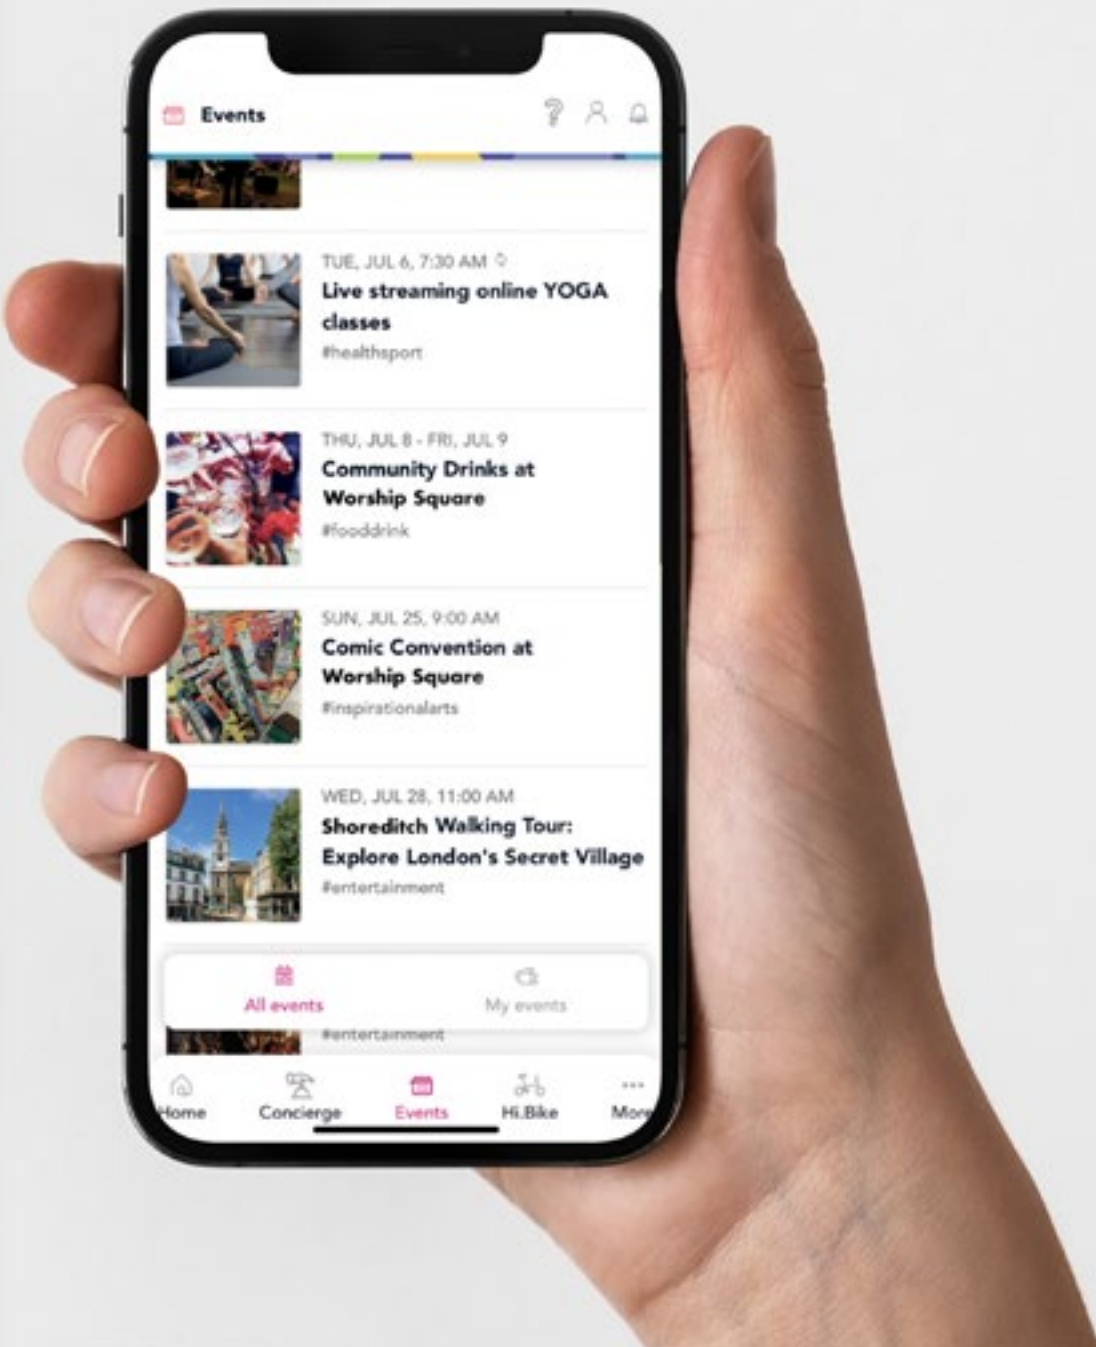 Events
TUE, JUL 6, 7:30 AM
Live streaming online YOGA
classes
#healthsport
THU, JUL 8 - FRI, JUL 9
Community Drinks at
Worship Square
#fooddrink
SUN, JUL 25, 9:00 AM
Comic Convention at
Worship Square
#inspirationalarts
WED, JUL 28, 11:00 AM
Shoreditch Walking Tour:
Explore London's Secret Village
#entertainment
All events
My events
#entertainment
Home
Concierge
Events
Hi.Bike
More